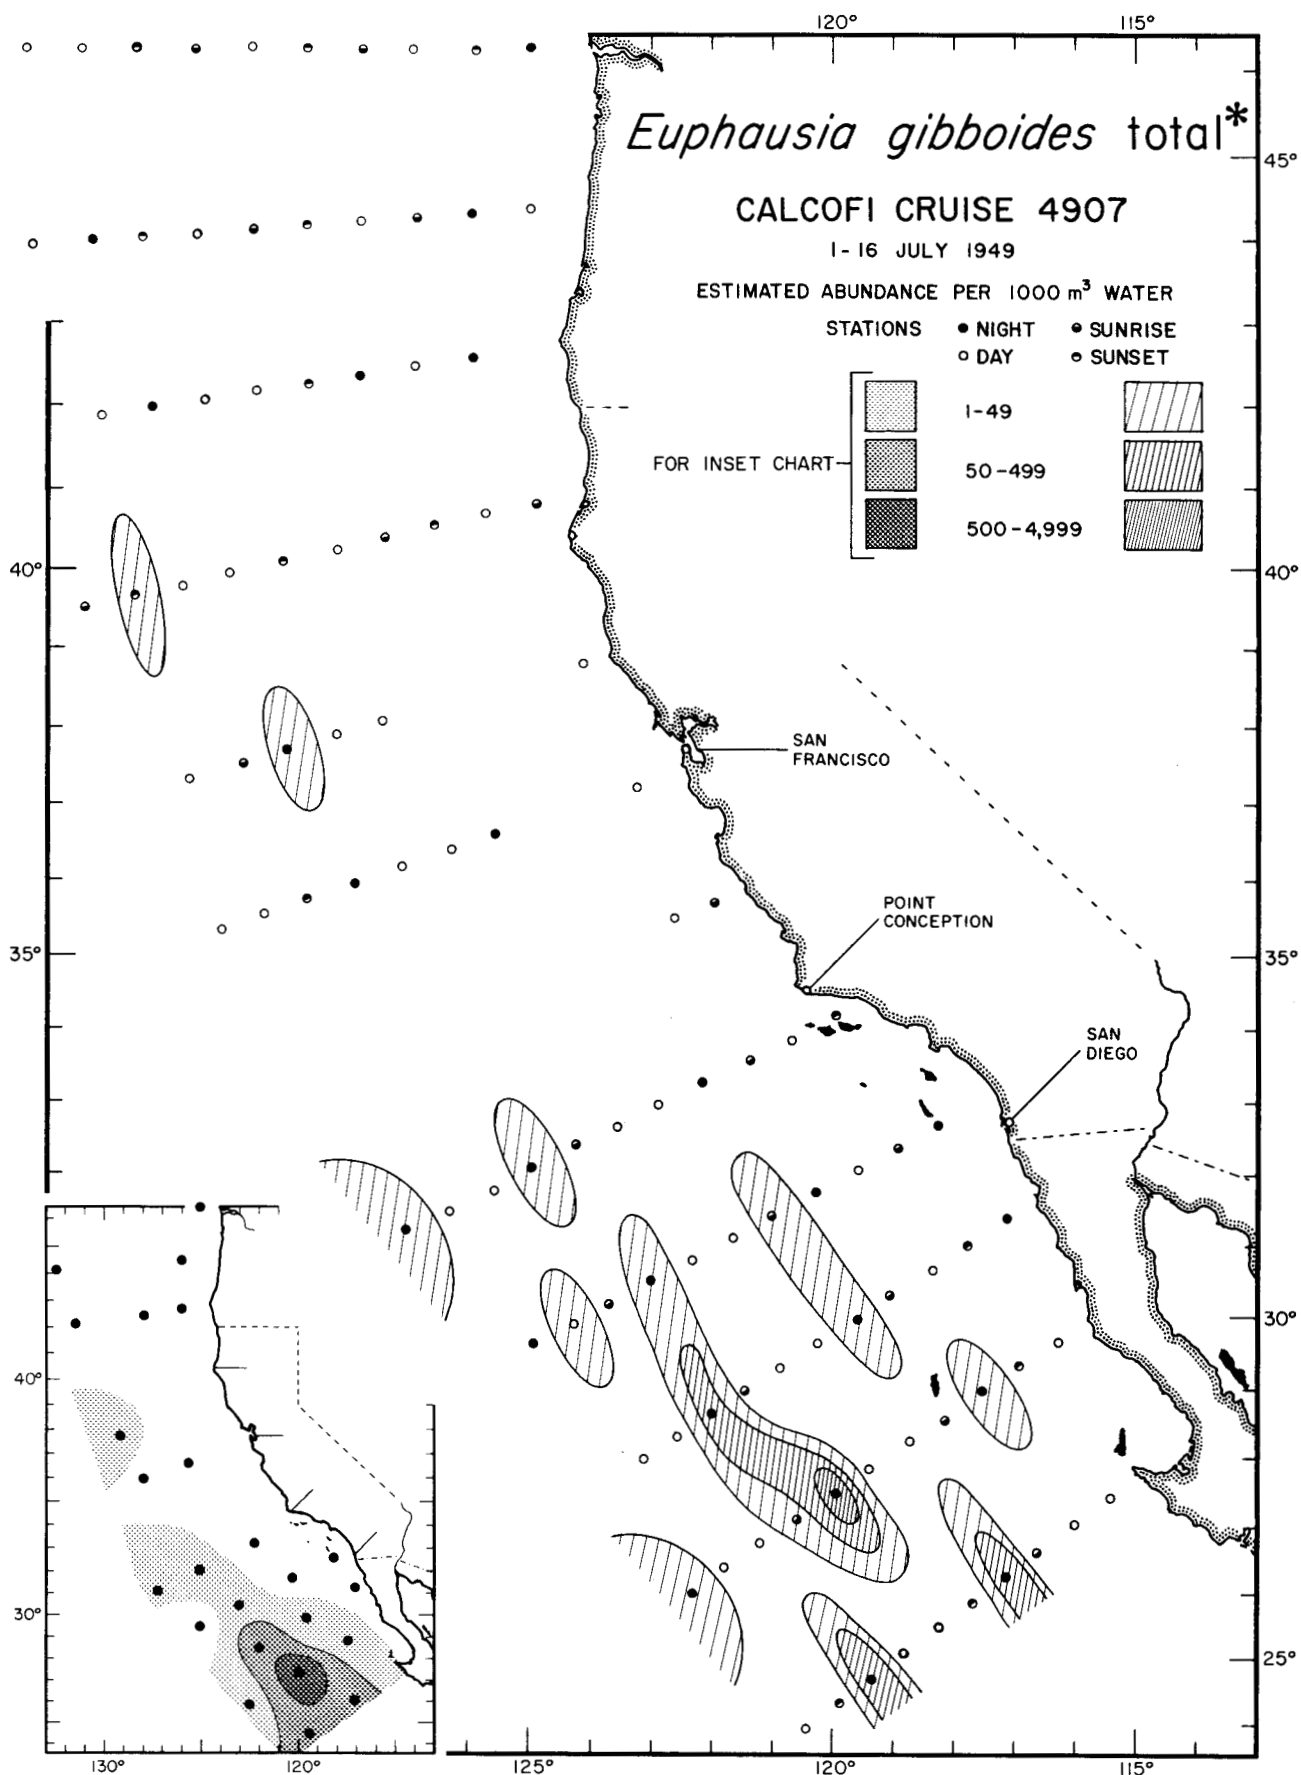 120°
115°
Euphausia gibboides total*
45°
CALCOFI CRUISE 4907
1-16 JULY 1949
ESTIMATED ABUNDANCE PER 1000 m³ WATER
STATIONS
NIGHT
SUNRISE
DAY
SUNSET
1-49
FOR INSET CHART
50-499
500-4,999
40°
40°
SAN
FRANCISCO
POINT
CONCEPTION
35°
35°
SAN
DIEGO
30°
40°
30°
25°
130°
120°
125°
120°
115°